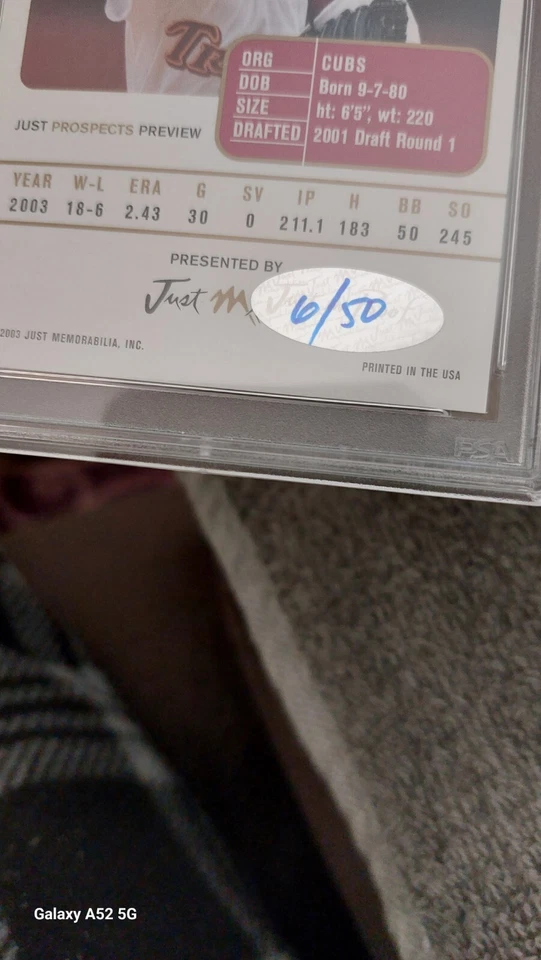 Tr
ORG CUBS
DOB Born 9-7-80
SIZE ht: 6'5", wt: 220
DRAFTED 2001 Draft Round 1
JUST PROSPECTS PREVIEW
YEAR W-L ERA G SV IP H BB SO
2003 18-6 2.43 30 0 211.1 183 50 245
PRESENTED BY
Just M
6/50
2003 JUST MEMORABILIA, INC.
PRINTED IN THE USA
PSA
Galaxy A52 5G